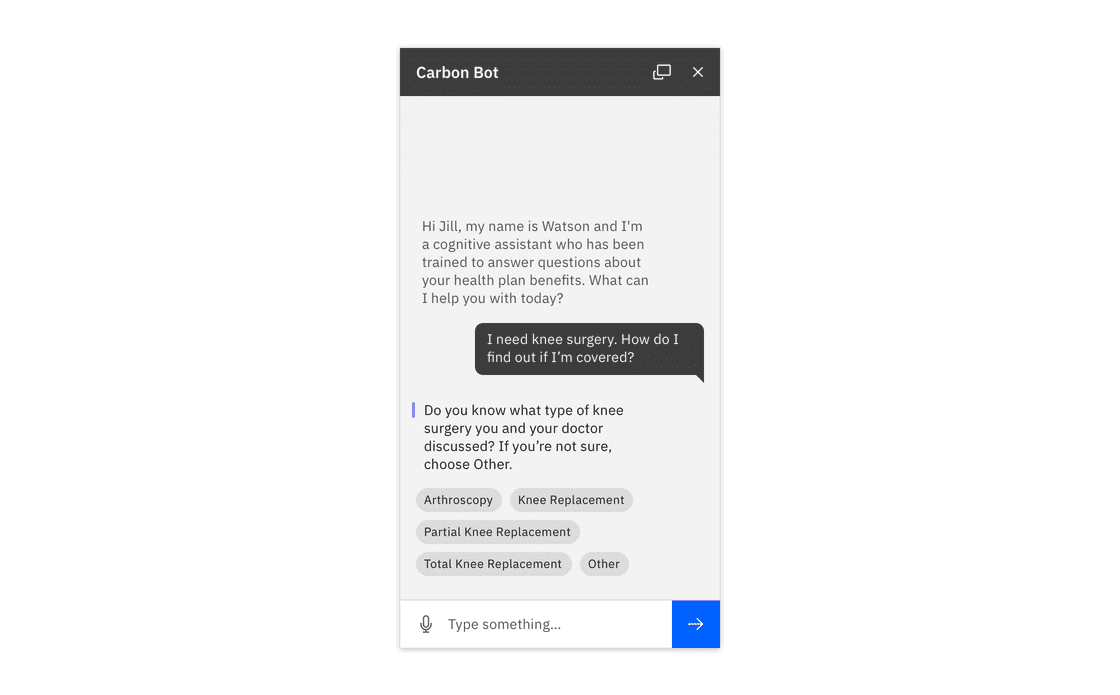 Carbon Bot
Hi Jill, my name is Watson and I'm
a cognitive assistant who has been
trained to answer questions about
your health plan benefits. What can
I help you with today?
I need knee surgery. How do I
find out if I’m covered?
Do you know what type of knee
surgery you and your doctor
discussed? If you’re not sure,
choose Other.
Arthroscopy Knee Replacement
Partial Knee Replacement
Total Knee Replacement Other
Type something...